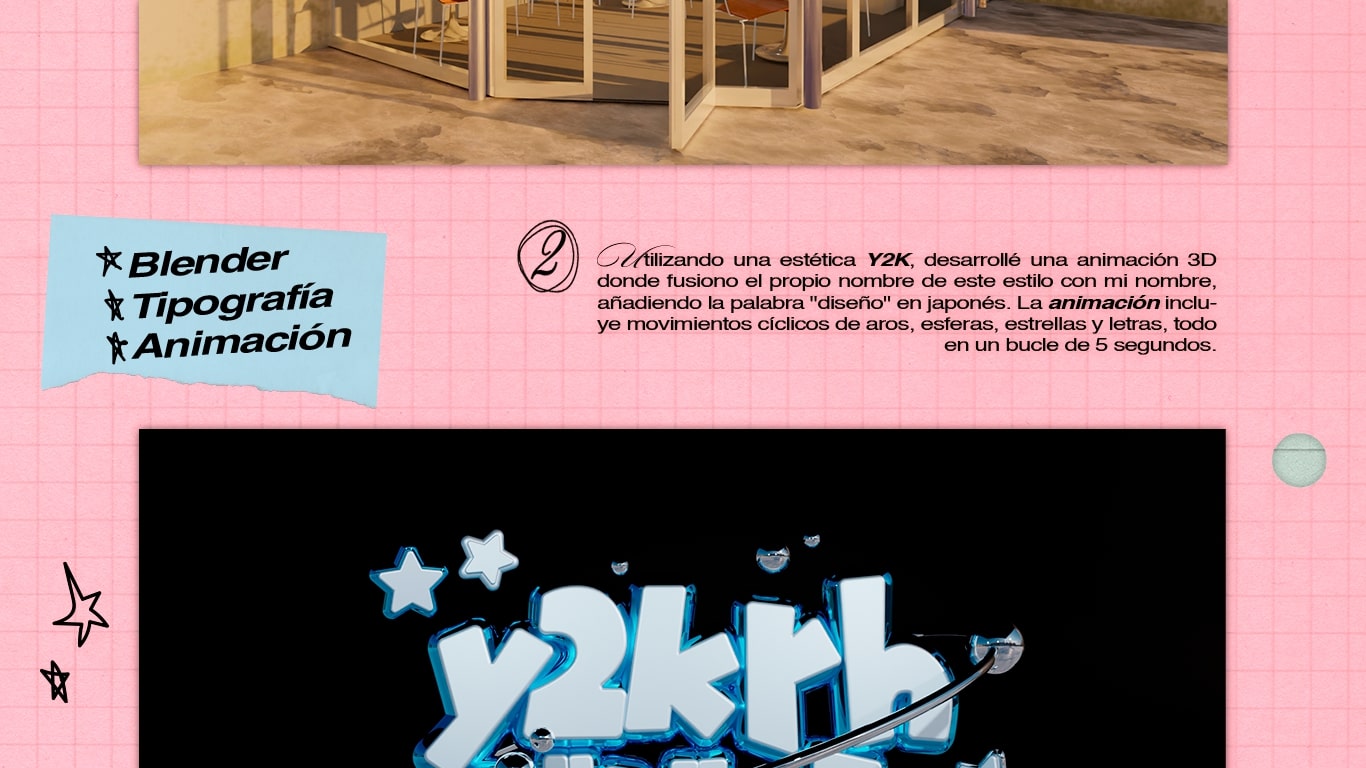 Blender
Tipografía
Animación
2
Utilizando una estética Y2K, desarrollé una animación 3D
donde fusiono el propio nombre de este estilo con mi nombre,
añadiendo la palabra "diseño" en japonés. La animación inclu-
ye movimientos cíclicos de aros, esferas, estrellas y letras, todo
en un bucle de 5 segundos.
y2krh